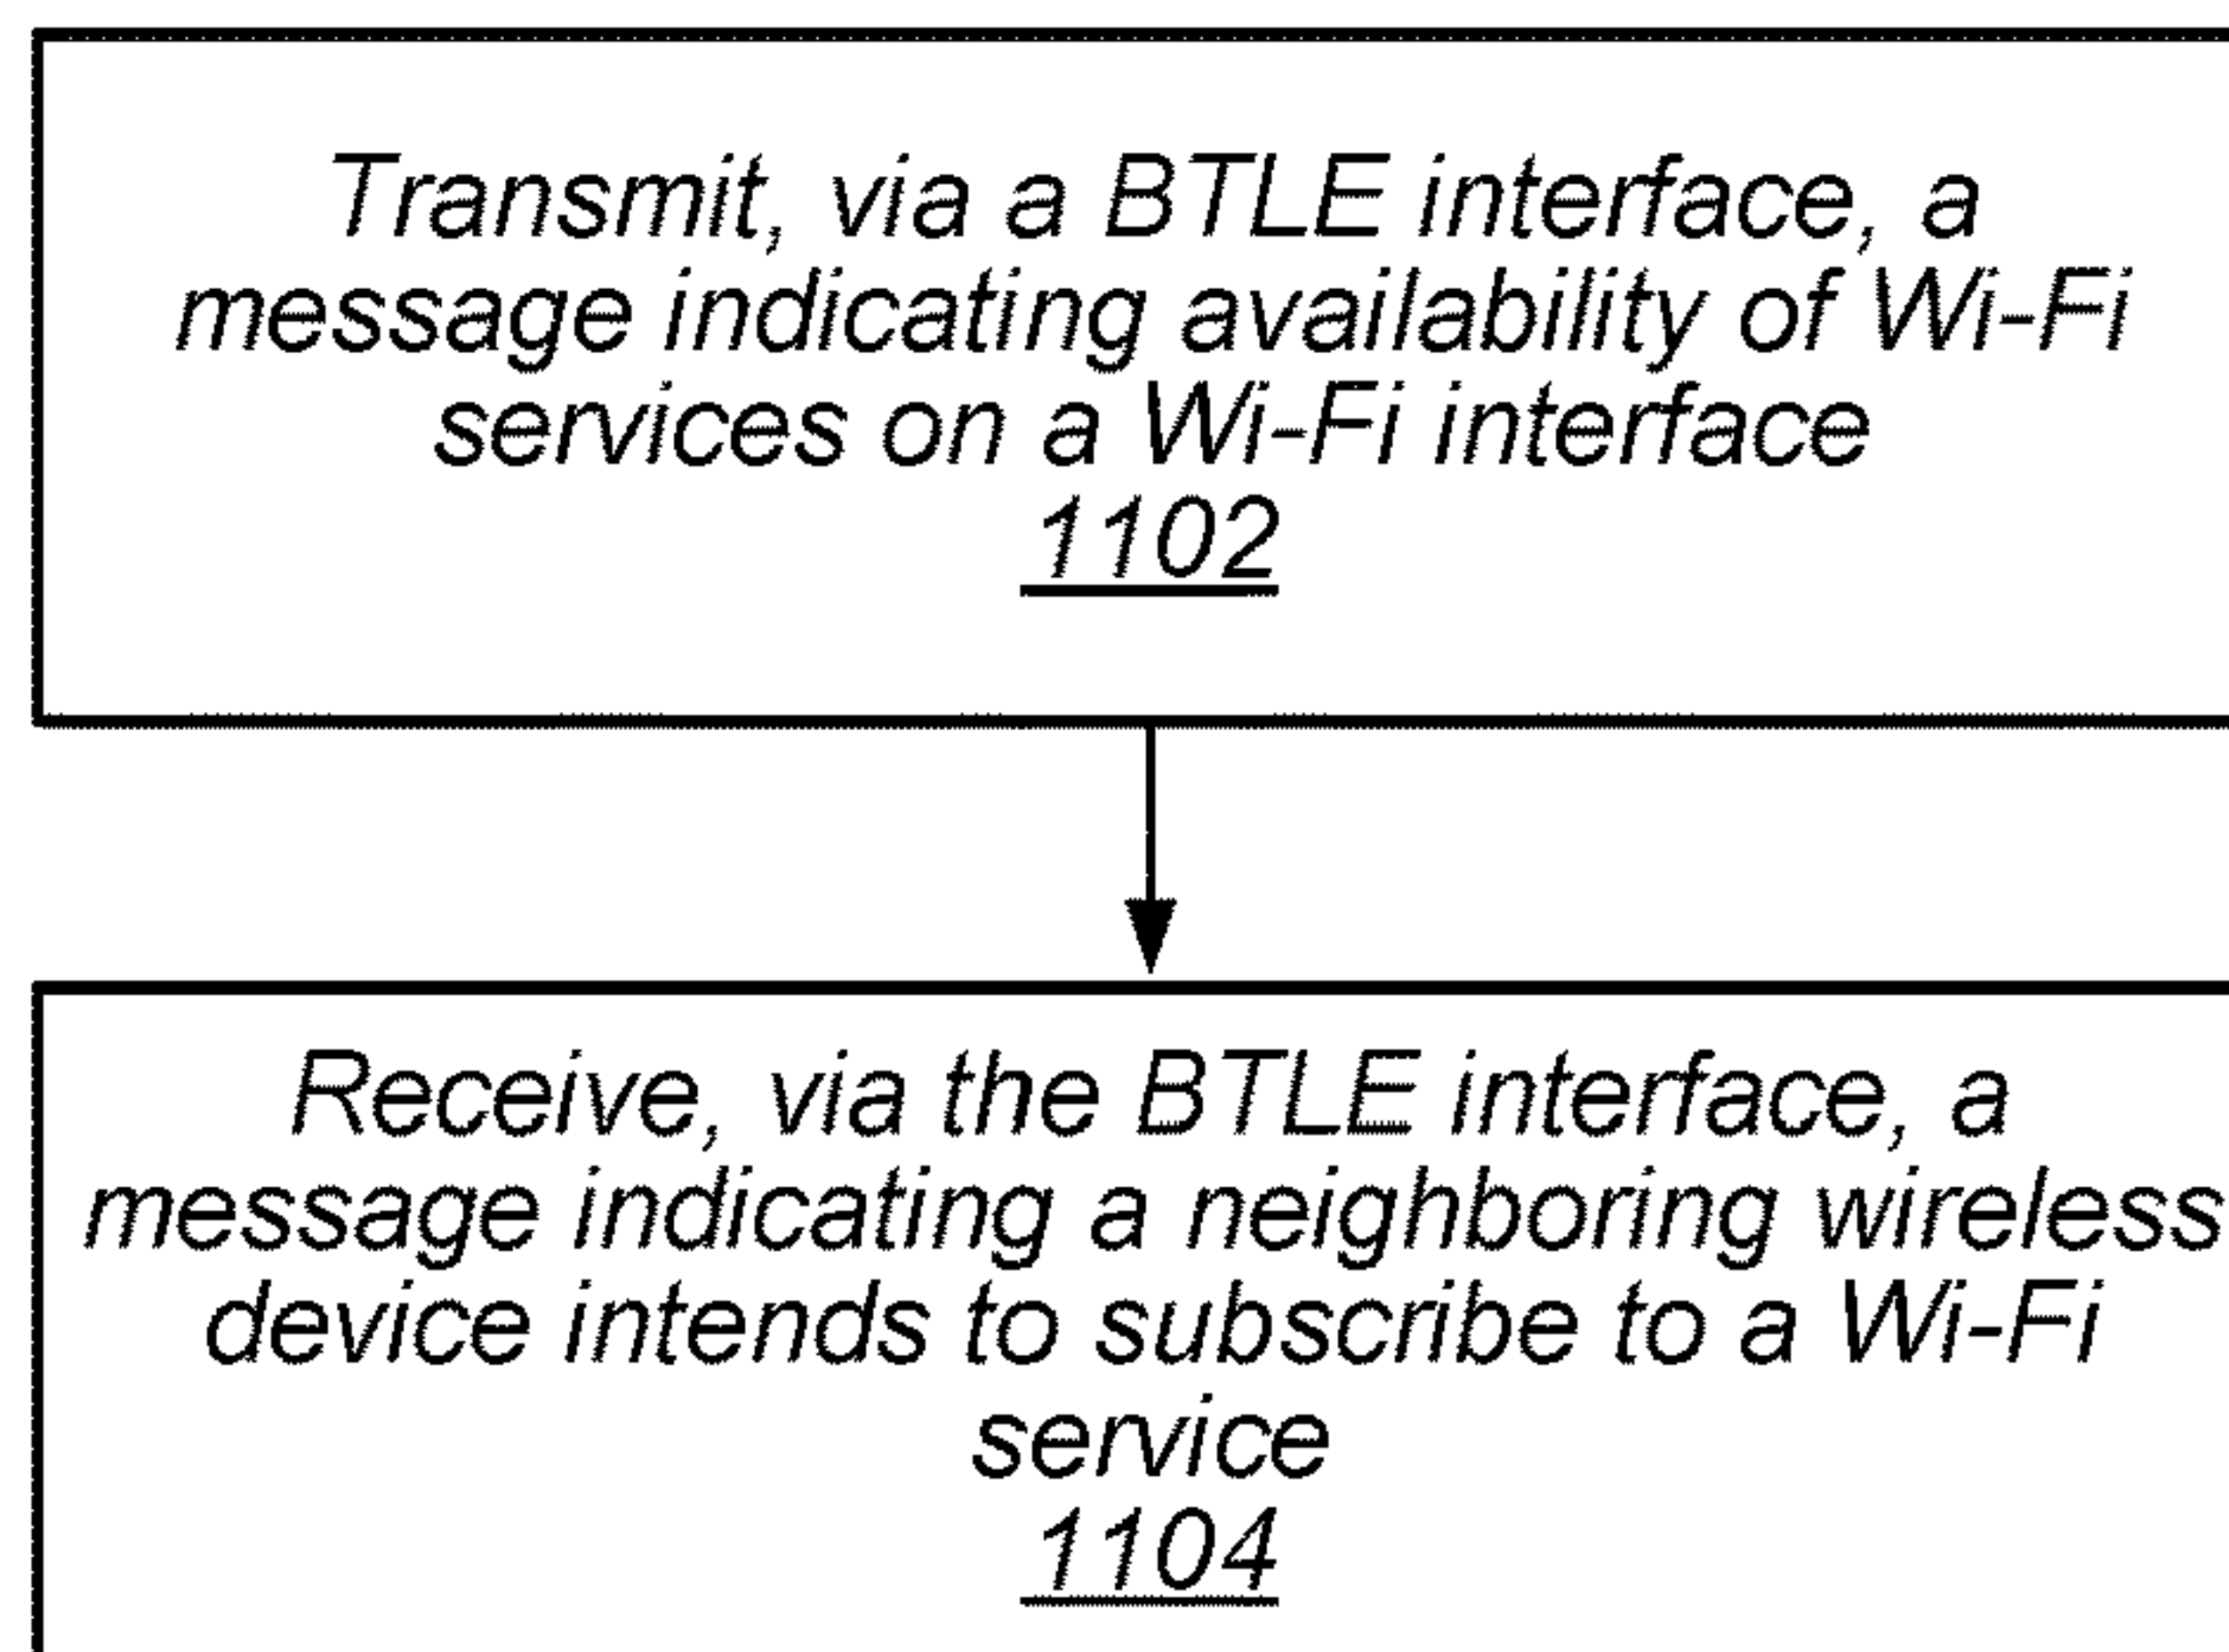 Transmit, via a BTLE interface, a
message indicating availability of Wi-Fi
services on a Wi-Fi interface
1102
Receive, via the BTLE interface, a
message indicating a neighboring wireless
device intends to subscribe to a Wi-Fi
service
1104